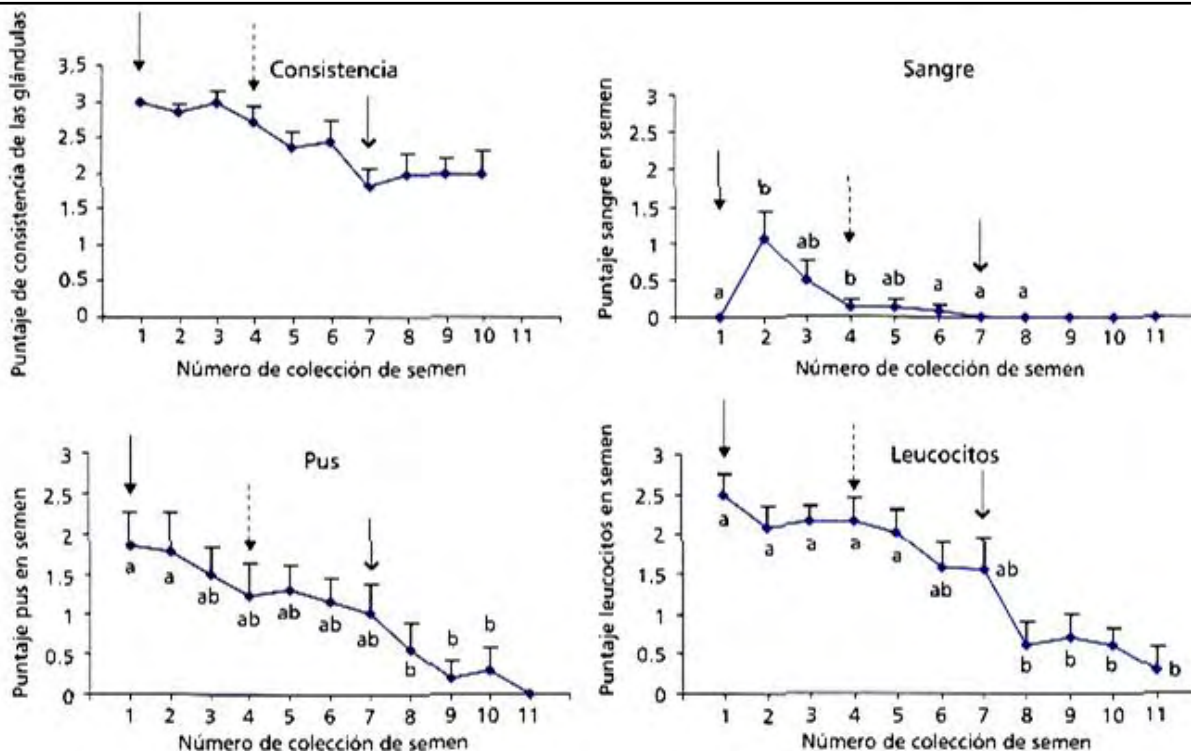 Consistencia
Puntaje de consistencia de las glándulas
3.5
3
2.5
2
1.5
1
0.5
0
1 2 3 4 5 6 7 8 9 10 11
Número de colección de semen
Sangre
Puntaje sangre en semen
3
2.5
2
1.5
1
0.5
0
a b ab b ab a a a
1 2 3 4 5 6 7 8 9 10 11
Número de colección de semen
Pus
Puntaje pus en semen
3
2.5
2
1.5
1
0.5
0
a a ab ab ab ab ab b b b
1 2 3 4 5 6 7 8 9 10 11
Número de colección de semen
Leucocitos
Puntaje leucocitos en semen
3
2.5
2
1.5
1
0.5
0
a a a a a ab ab b b b b
1 2 3 4 5 6 7 8 9 10 11
Número de colección de semen